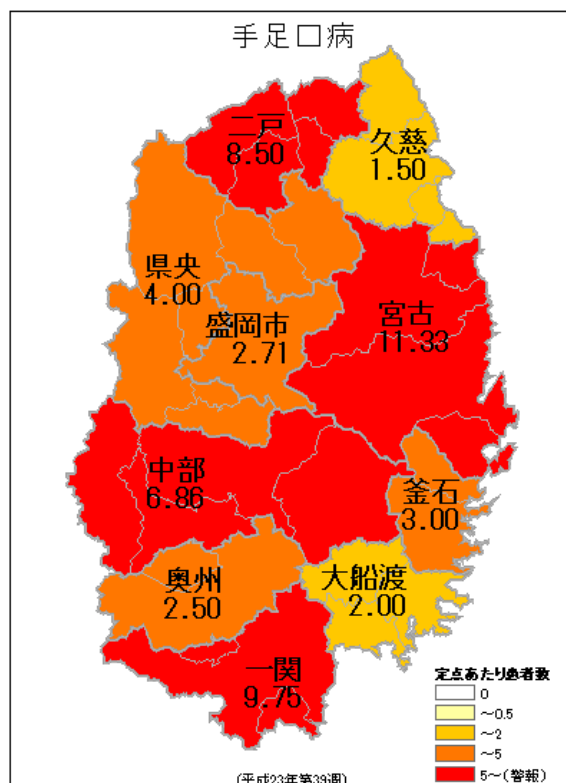 手足口病
二戸
8.50
久慈
1.50
県央
4.00
盛岡市
2.71
宮古
11.33
中部
6.86
釜石
3.00
奥州
2.50
大船渡
2.00
一関
9.75
定点あたり患者数
0
～0.5
～2
～5
5～(警報)
(平成23年第39週)